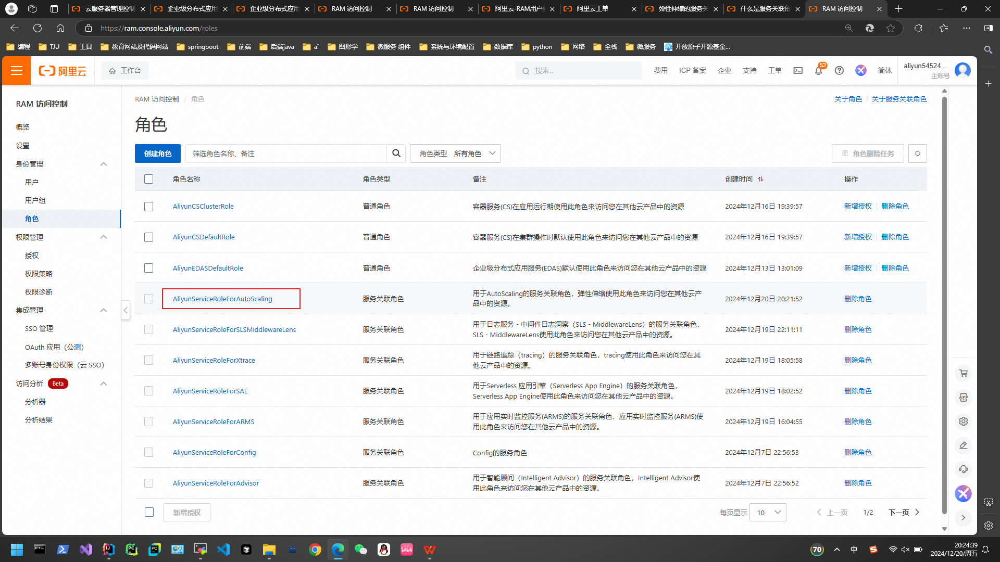 云服务器管理控制
企业级分布式应用
企业级分布式应用
RAM 访问控制
RAM 访问控制
阿里云-RAM用户登
阿里云工单
弹性伸缩的服务关
什么是服务关联角
RAM 访问控制
https://ram.console.aliyun.com/roles
编程
TJU
工具
教育网站及代码网站
springboot
前端
后端java
ai
图形学
微服务 组件
系统与环境配置
数据库
python
网络
全栈
微服务
开放原子开源基金...
阿里云
工作台
搜索...
费用
ICP 备案
企业
支持
工单
52
简体
aliyun54524...
主账号
RAM 访问控制
概览
设置
身份管理
用户
用户组
角色
权限管理
授权
权限策略
权限诊断
集成管理
SSO 管理
OAuth 应用（公测）
多账号身份权限（云 SSO）
访问分析 Beta
分析器
分析结果
RAM 访问控制 / 角色
关于角色
关于服务关联角色
角色
创建角色
筛选角色名称、备注
角色类型 所有角色
角色删除任务
角色名称 角色类型 备注 创建时间 操作
AliyunCSClusterRole 普通角色 容器服务(CS)在应用运行期使用此角色来访问您在其他云产品中的资源 2024年12月16日 19:39:57 新增授权 删除角色
AliyunCSDefaultRole 普通角色 容器服务(CS)在集群操作时默认使用此角色来访问您在其他云产品中的资源 2024年12月16日 19:39:57 新增授权 删除角色
AliyunEDASDefaultRole 普通角色 企业级分布式应用服务(EDAS)默认使用此角色来访问您在其他云产品中的资源 2024年12月13日 13:01:09 新增授权 删除角色
AliyunServiceRoleForAutoScaling 服务关联角色 用于AutoScaling的服务关联角色，弹性伸缩使用此角色来访问您在其他云产
品中的资源。 2024年12月20日 20:21:52 删除角色
AliyunServiceRoleForSLSMiddlewareLens 服务关联角色 用于日志服务 - 中间件日志洞察（SLS - MiddlewareLens）的服务关联角色，
SLS - MiddlewareLens使用此角色来访问您在其他云产品中的资源。 2024年12月19日 22:11:11 删除角色
AliyunServiceRoleForXtrace 服务关联角色 用于链路追踪（tracing）的服务关联角色，tracing使用此角色来访问您在其
他云产品中的资源。 2024年12月19日 18:05:58 删除角色
AliyunServiceRoleForSAE 服务关联角色 用于Serverless 应用引擎（Serverless App Engine）的服务关联角色，
Serverless App Engine使用此角色来访问您在其他云产品中的资源。 2024年12月19日 18:02:52 删除角色
AliyunServiceRoleForARMS 服务关联角色 用于应用实时监控服务(ARMS)的服务关联角色，应用实时监控服务(ARMS)使
用此角色来访问您在其他云产品中的资源。 2024年12月19日 16:04:55 删除角色
AliyunServiceRoleForConfig 服务关联角色 Config的服务角色 2024年12月7日 22:56:53 删除角色
AliyunServiceRoleForAdvisor 服务关联角色 用于智能顾问（Intelligent Advisor）的服务关联角色，Intelligent Advisor使
用此角色来访问您在其他云产品中的资源。 2024年12月7日 22:56:52 删除角色
新增授权
每页显示 10
上一页 1/2 下一页
APP
70
中
20:24:39
2024/12/20/周五